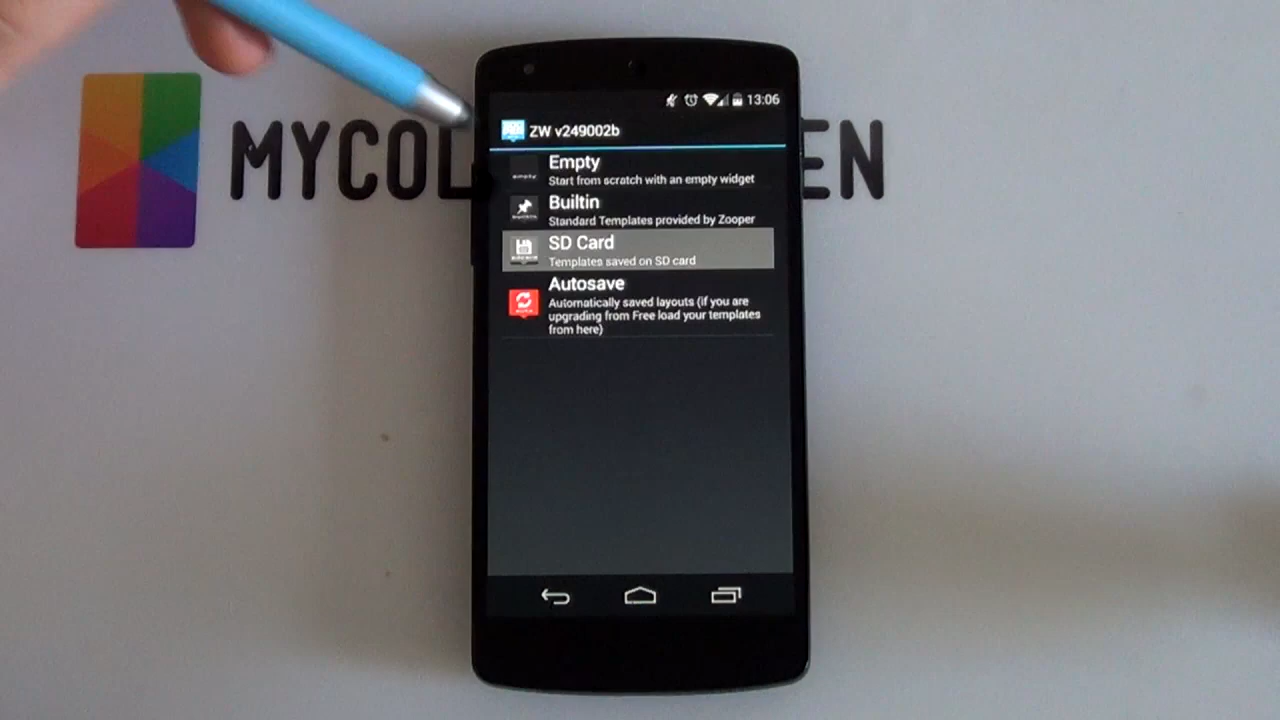 MYCOL EEN
13:06
ZW v249002b
Empty
Start from scratch with an empty widget
Builtin
Standard Templates provided by Zooper
SD Card
Templates saved on SD card
Autosave
Automatically saved layouts (if you are
upgrading from Free load your templates
from here)